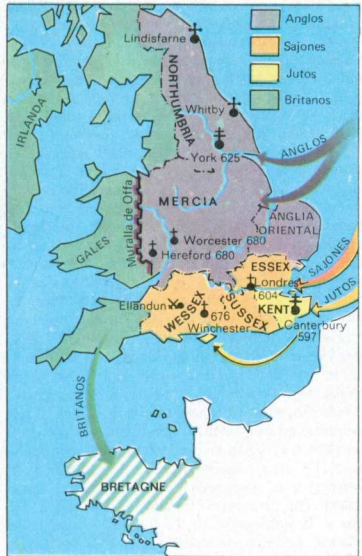 Anglos
Sajones
Jutos
Britanos
Lindisfarne
NORTHUMBRIA
IRLANDA
Whitby
York 625
ANGLOS
MERCIA
ANGLIA
ORIENTAL
Muralla de Offa
GALES
Worcester 680
Hereford 680
ESSEX
Londres
604
SAJONES
JUTOS
Ellandun
WESSEX
SUSSEX
KENT
676
Winchester
Canterbury
597
BRITANOS
BRETAGNE